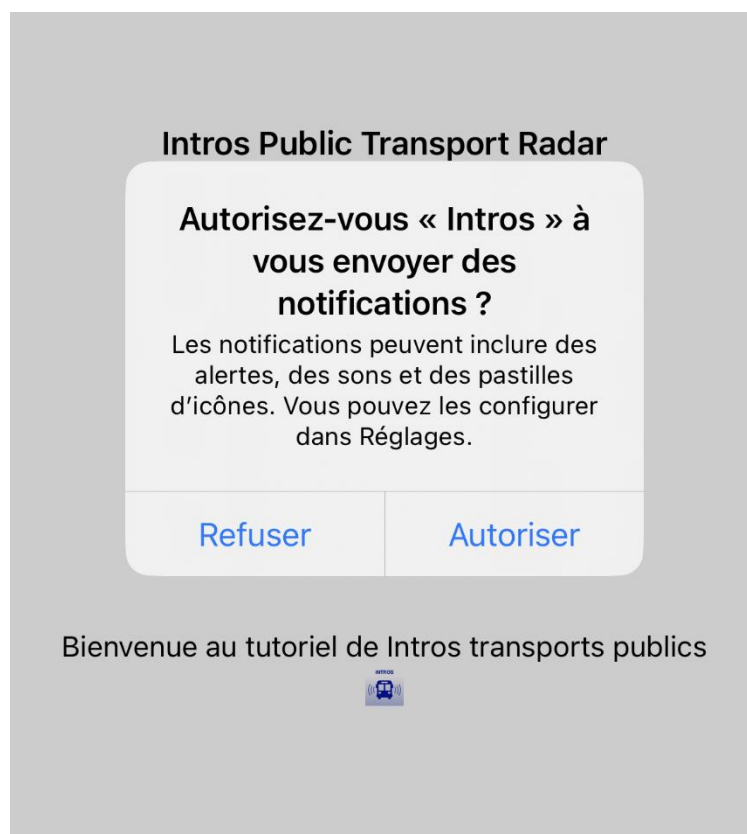 Intros Public Transport Radar
Autorisez-vous « Intros » à
vous envoyer des
notifications ?
Les notifications peuvent inclure des
alertes, des sons et des pastilles
d’icônes. Vous pouvez les configurer
dans Réglages.
Refuser Autoriser
Bienvenue au tutoriel de Intros transports publics
INTROS